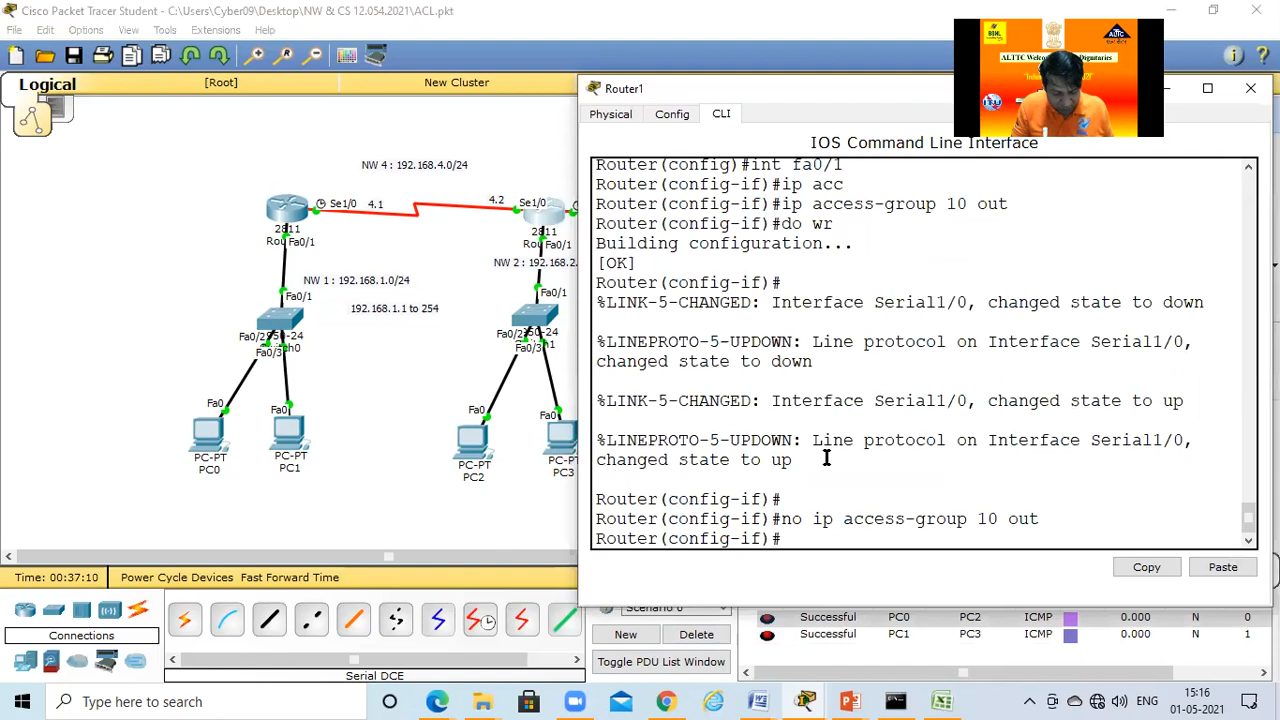 Cisco Packet Tracer Student - C:\Users\Cyber09\Desktop\NW & CS 12.054.2021\ACL.pkt
File Edit Options View Tools Extensions Help
Logical [Root] New Cluster
NW 4 : 192.168.4.0/24
Se1/0 4.1 4.2 Se1/0
2811
Fa0/1
2811
NW 1 : 192.168.1.0/24
NW 2 : 192.168.2.
Fa0/1
Fa0/1
192.168.1.1 to 254
Fa0/2
Fa0/3
Fa0/2
Fa0/3
Fa0
Fa0
Fa0
Fa0
PC-PT
PC0
PC-PT
PC1
PC-PT
PC2
PC-PT
PC3
Time: 00:37:10 Power Cycle Devices Fast Forward Time
Connections
Serial DCE
Router1
Physical Config CLI
IOS Command Line Interface
Router(config)#int fa0/1
Router(config-if)#ip acc
Router(config-if)#ip access-group 10 out
Router(config-if)#do wr
Building configuration...
[OK]
Router(config-if)#
%LINK-5-CHANGED: Interface Serial1/0, changed state to down
%LINEPROTO-5-UPDOWN: Line protocol on Interface Serial1/0,
changed state to down
%LINK-5-CHANGED: Interface Serial1/0, changed state to up
%LINEPROTO-5-UPDOWN: Line protocol on Interface Serial1/0,
changed state to up
Router(config-if)#
Router(config-if)#no ip access-group 10 out
Router(config-if)#
Copy Paste
New Delete
Toggle PDU List Window
Successful PC0 PC2 ICMP 0.000 N 0
Successful PC1 PC3 ICMP 0.000 N 1
BSNL
ALTTC
ALTTC Welcome
Type here to search
ENG
15:16
01-05-2021